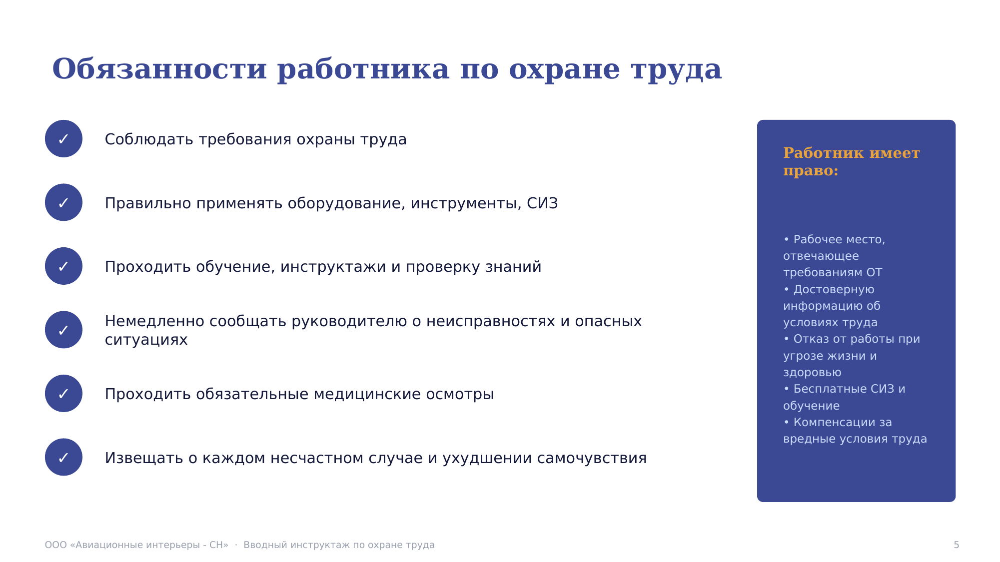 Обязанности работника по охране труда
✓ Соблюдать требования охраны труда
✓ Правильно применять оборудование, инструменты, СИЗ
✓ Проходить обучение, инструктажи и проверку знаний
✓ Немедленно сообщать руководителю о неисправностях и опасных
ситуациях
✓ Проходить обязательные медицинские осмотры
✓ Извещать о каждом несчастном случае и ухудшении самочувствия
Работник имеет
право:
• Рабочее место,
отвечающее
требованиям ОТ
• Достоверную
информацию об
условиях труда
• Отказ от работы при
угрозе жизни и
здоровью
• Бесплатные СИЗ и
обучение
• Компенсации за
вредные условия труда
ООО «Авиационные интерьеры - СН» · Вводный инструктаж по охране труда
5